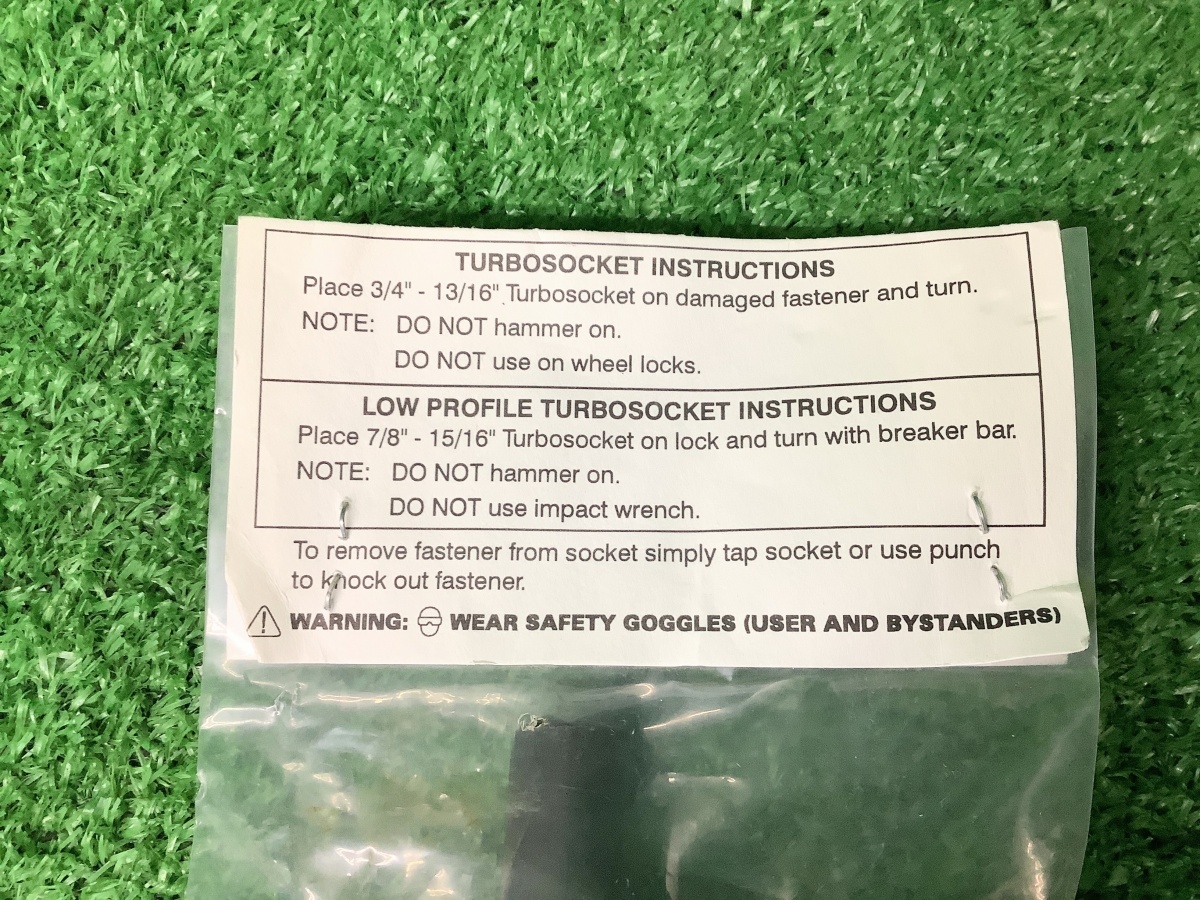 TURBOSOCKET INSTRUCTIONS
Place 3/4" - 13/16" Turbosocket on damaged fastener and turn.
NOTE: DO NOT hammer on.
DO NOT use on wheel locks.
LOW PROFILE TURBOSOCKET INSTRUCTIONS
Place 7/8" - 15/16" Turbosocket on lock and turn with breaker bar.
NOTE: DO NOT hammer on.
DO NOT use impact wrench.
To remove fastener from socket simply tap socket or use punch
to knock out fastener.
WARNING: WEAR SAFETY GOGGLES (USER AND BYSTANDERS)